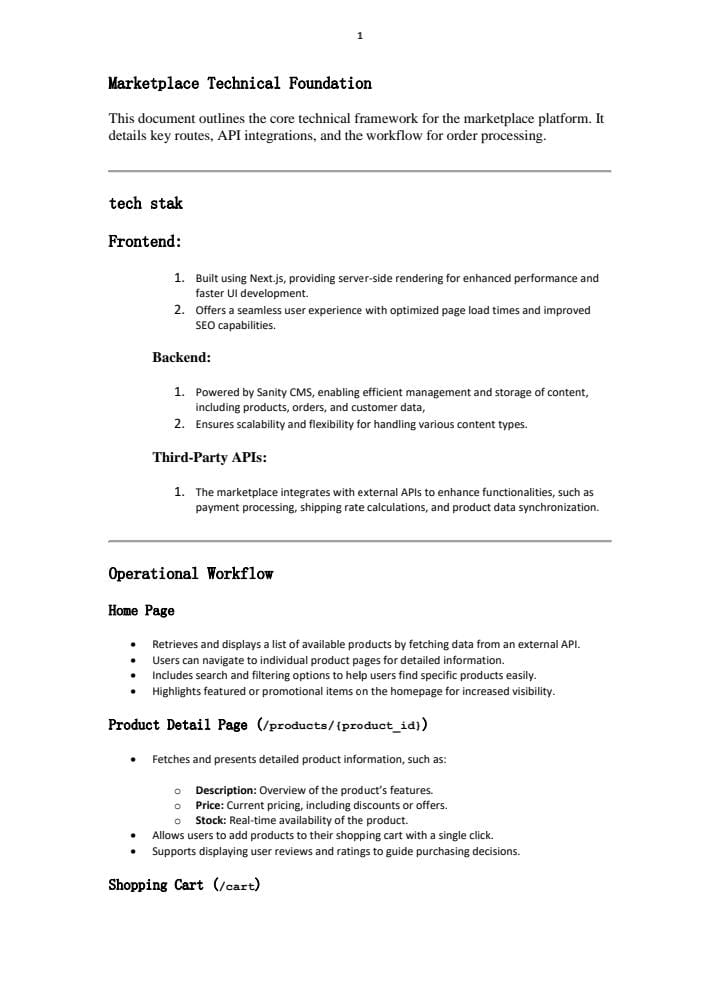 1
Marketplace Technical Foundation
This document outlines the core technical framework for the marketplace platform. It
details key routes, API integrations, and the workflow for order processing.
tech stak
Frontend:
1. Built using Next.js, providing server-side rendering for enhanced performance and
faster UI development.
2. Offers a seamless user experience with optimized page load times and improved
SEO capabilities.
Backend:
1. Powered by Sanity CMS, enabling efficient management and storage of content,
including products, orders, and customer data,
2. Ensures scalability and flexibility for handling various content types.
Third-Party APIs:
1. The marketplace integrates with external APIs to enhance functionalities, such as
payment processing, shipping rate calculations, and product data synchronization.
Operational Workflow
Home Page
• Retrieves and displays a list of available products by fetching data from an external API.
• Users can navigate to individual product pages for detailed information.
• Includes search and filtering options to help users find specific products easily.
• Highlights featured or promotional items on the homepage for increased visibility.
Product Detail Page (/products/{product_id})
• Fetches and presents detailed product information, such as:
o Description: Overview of the product’s features.
o Price: Current pricing, including discounts or offers.
o Stock: Real-time availability of the product.
• Allows users to add products to their shopping cart with a single click.
• Supports displaying user reviews and ratings to guide purchasing decisions.
Shopping Cart (/cart)